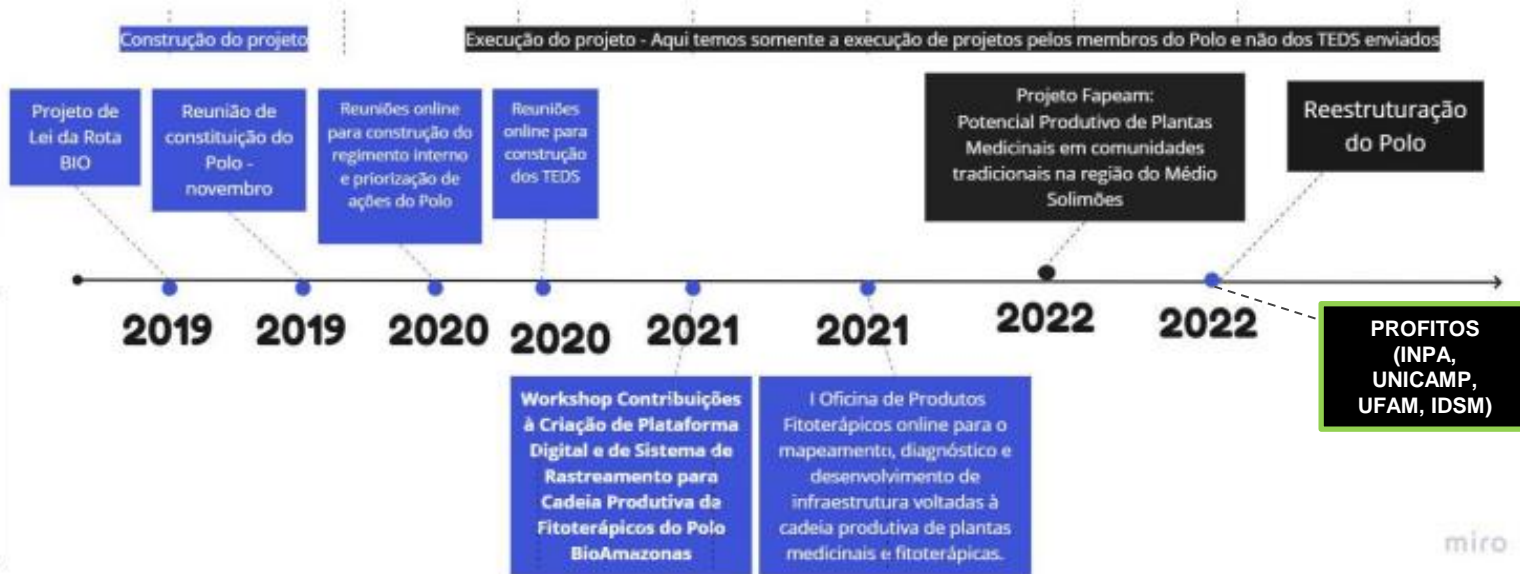 Construção do projeto
Execução do projeto - Aqui temos somente a execução de projetos pelos membros do Polo e não dos TEDS enviados
Projeto de
Lei da Rota
BIO
Reunião de
constituição do
Polo -
novembro
Reuniões online
para construção do
regimento interno
e priorização de
ações do Polo
Reuniões
online para
construção
dos TEDS
Projeto Fapeam:
Potencial Produtivo de Plantas
Medicinais em comunidades
tradicionais na região do Médio
Solimões
Reestruturação
do Polo
2019
2019
2020
2020
2021
2021
2022
2022
PROFITOS
(INPA,
UNICAMP,
UFAM, IDSM)
Workshop Contribuições
à Criação de Plataforma
Digital e de Sistema de
Rastreamento para
Cadeia Produtiva de
Fitoterápicos do Polo
BioAmazonas
I Oficina de Produtos
Fitoterápicos online para o
mapeamento, diagnóstico e
desenvolvimento de
infraestrutura voltadas à
cadeia produtiva de plantas
medicinais e fitoterápicas.
miro